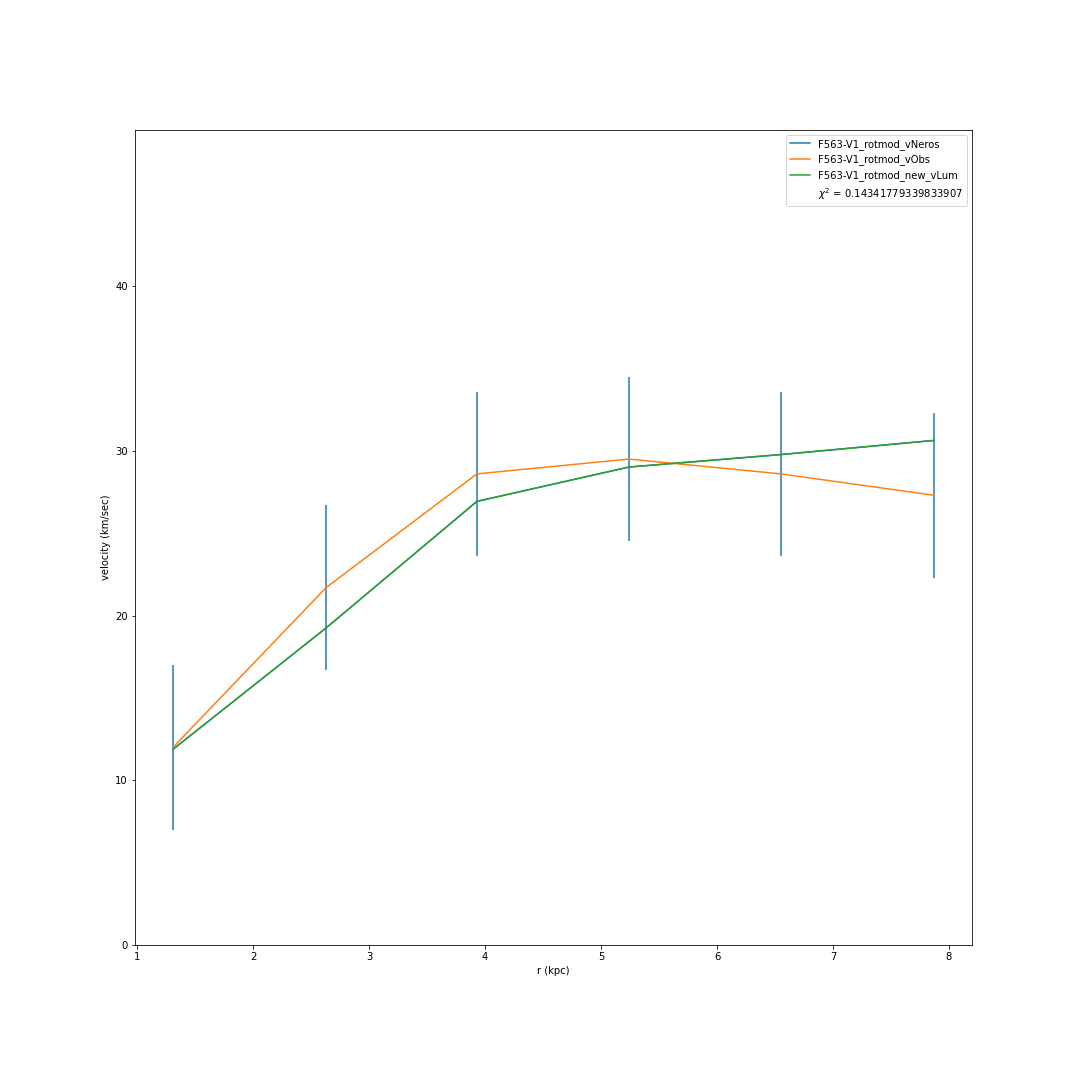 F563-V1_rotmod_vNeros
F563-V1_rotmod_vObs
F563-V1_rotmod_new_vLum
χ² = 0.14341779339833907
velocity (km/sec)
40
30
20
10
0
1 2 3 4 5 6 7 8
r (kpc)